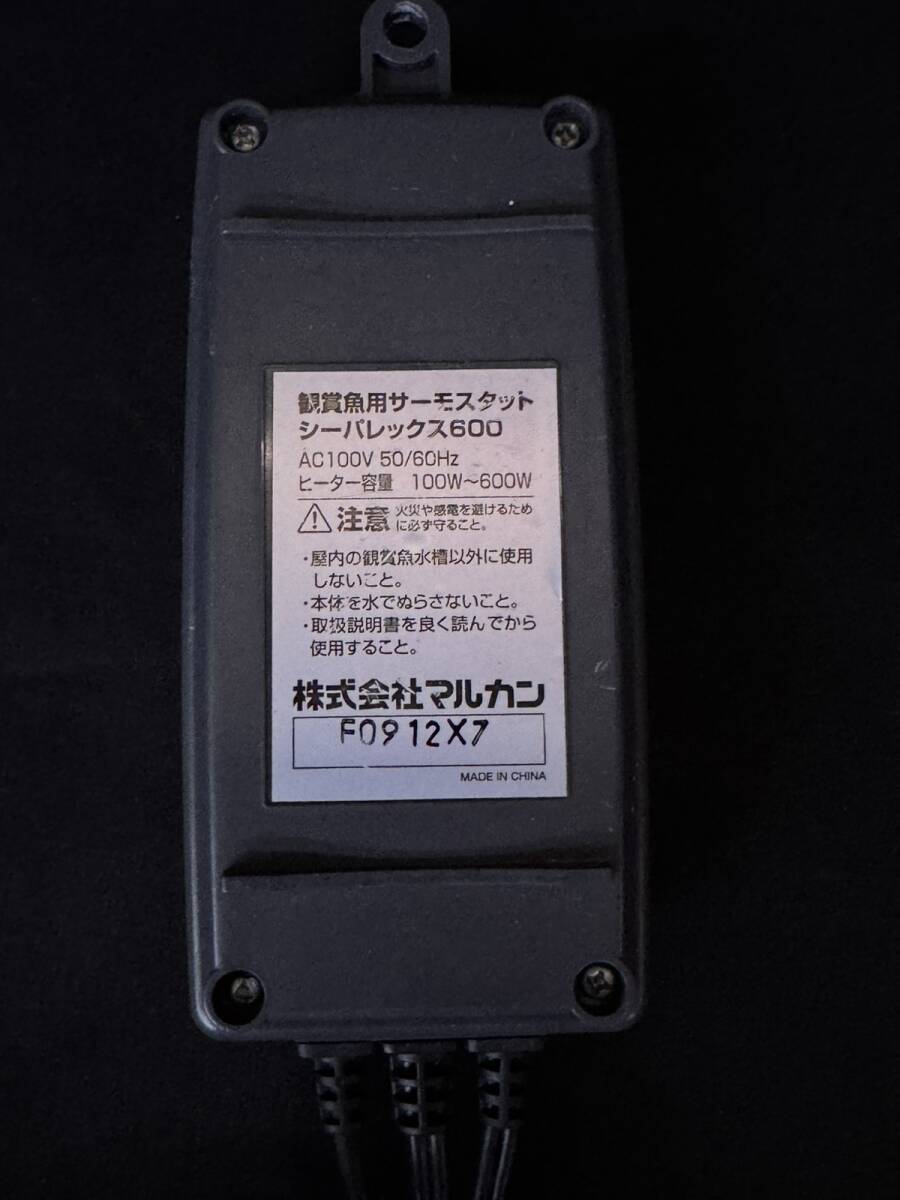 観賞魚用サーモスタット
シーパレックス600
AC100V 50/60Hz
ヒーター容量 100W～600W
注意 火災や感電を避けるため
に必ず守ること。
・屋内の観賞魚水槽以外に使用
しないこと。
・本体を水でぬらさないこと。
・取扱説明書を良く読んでから
使用すること。
株式会社マルカン
F0912X7
MADE IN CHINA